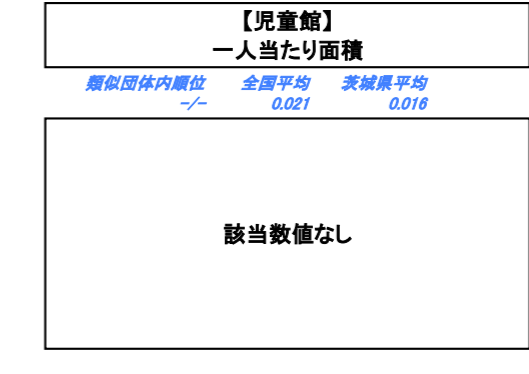 【児童館】
一人当たり面積
類似団体内順位 全国平均 茨城県平均
-/- 0.021 0.016
該当数値なし